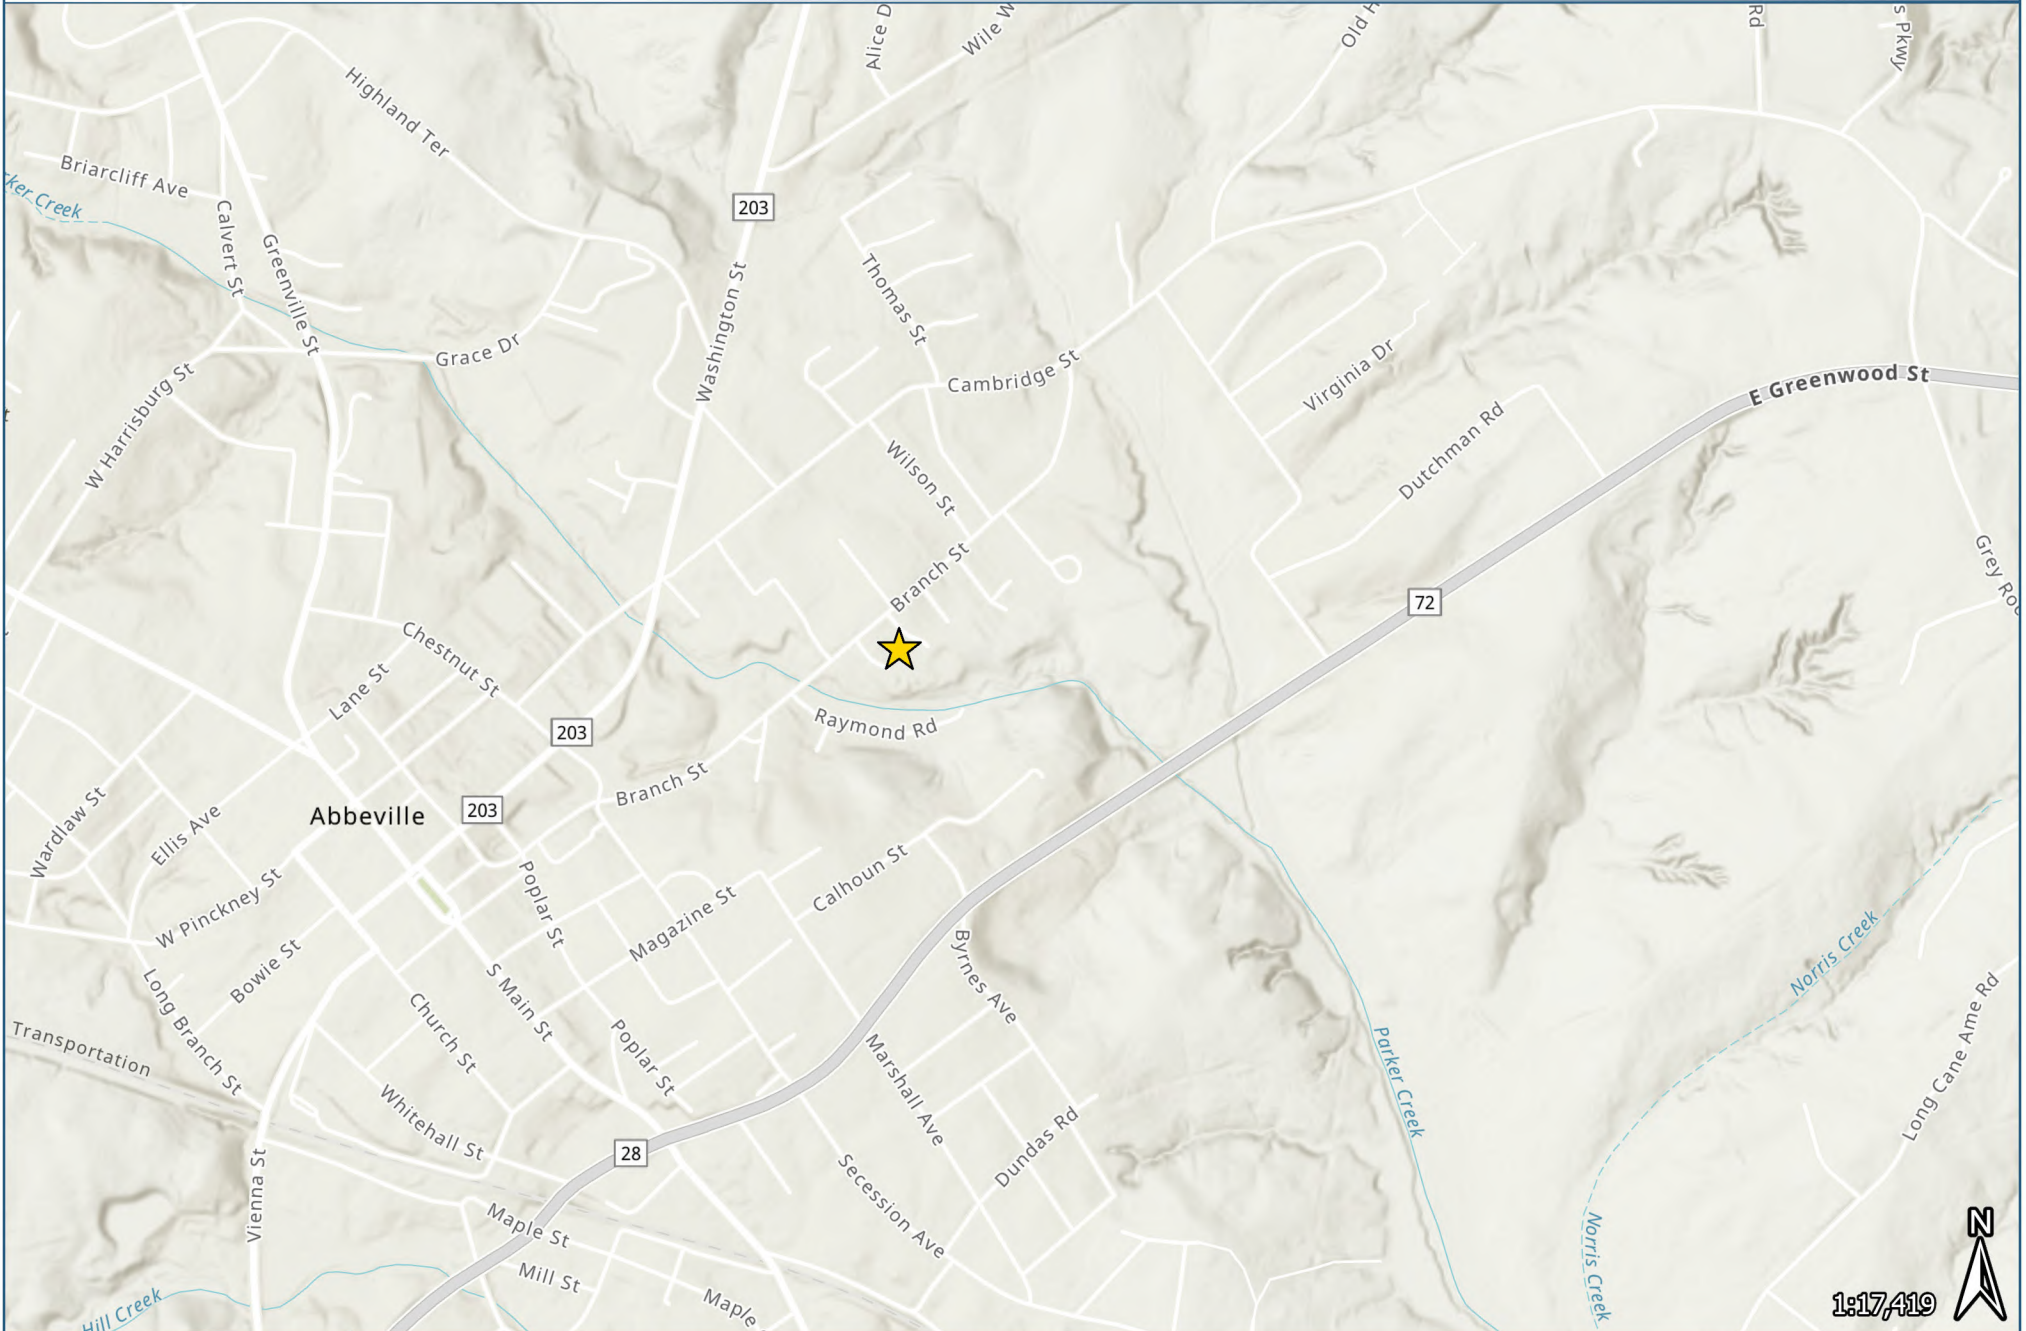 Alice D
Wile W
Old H
Rd
s Pkwy
Highland Ter
Briarcliff Ave
rker Creek
203
Calvert St
Greenville St
Washington St
Thomas St
Grace Dr
Cambridge St
Virginia Dr
E Greenwood St
W Harrisburg St
t
Dutchman Rd
Wilson St
Branch St
72
Grey Ro
Chestnut St
Lane St
Raymond Rd
203
Branch St
Abbeville
203
Wardlaw St
Ellis Ave
Calhoun St
Poplar St
W Pinckney St
Magazine St
Bowie St
Norris Creek
Byrnes Ave
Long Branch St
S Main St
Church St
Transportation
Poplar St
Marshall Ave
Parker Creek
Long Cane Ame Rd
Whitehall St
Dundas Rd
28
Vienna St
Secession Ave
Maple St
Norris Creek
N
Mill St
Hill Creek
Maple
1:17,419